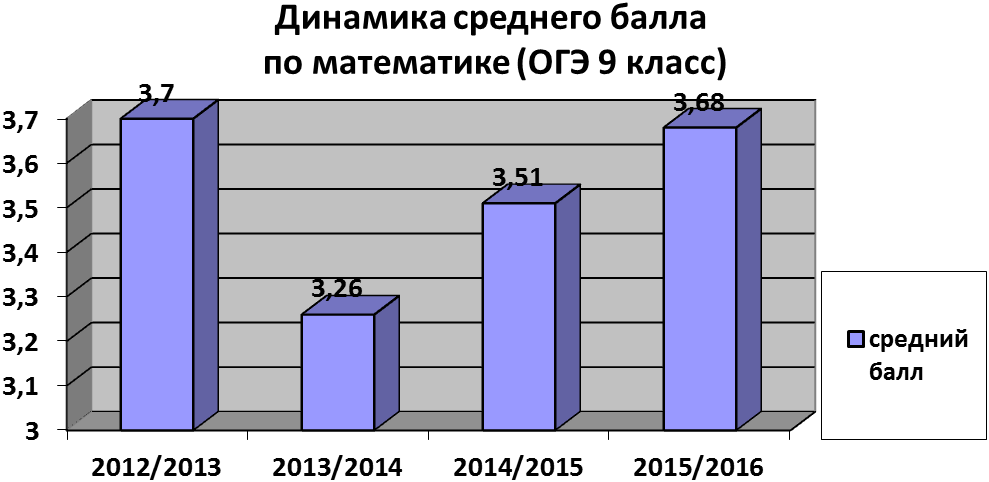 Динамика среднего балла
по математике (ОГЭ 9 класс)
3,7
3,26
3,51
3,68
3,7
3,6
3,5
3,4
3,3
3,2
3,1
3
2012/2013 2013/2014 2014/2015 2015/2016
средний
балл